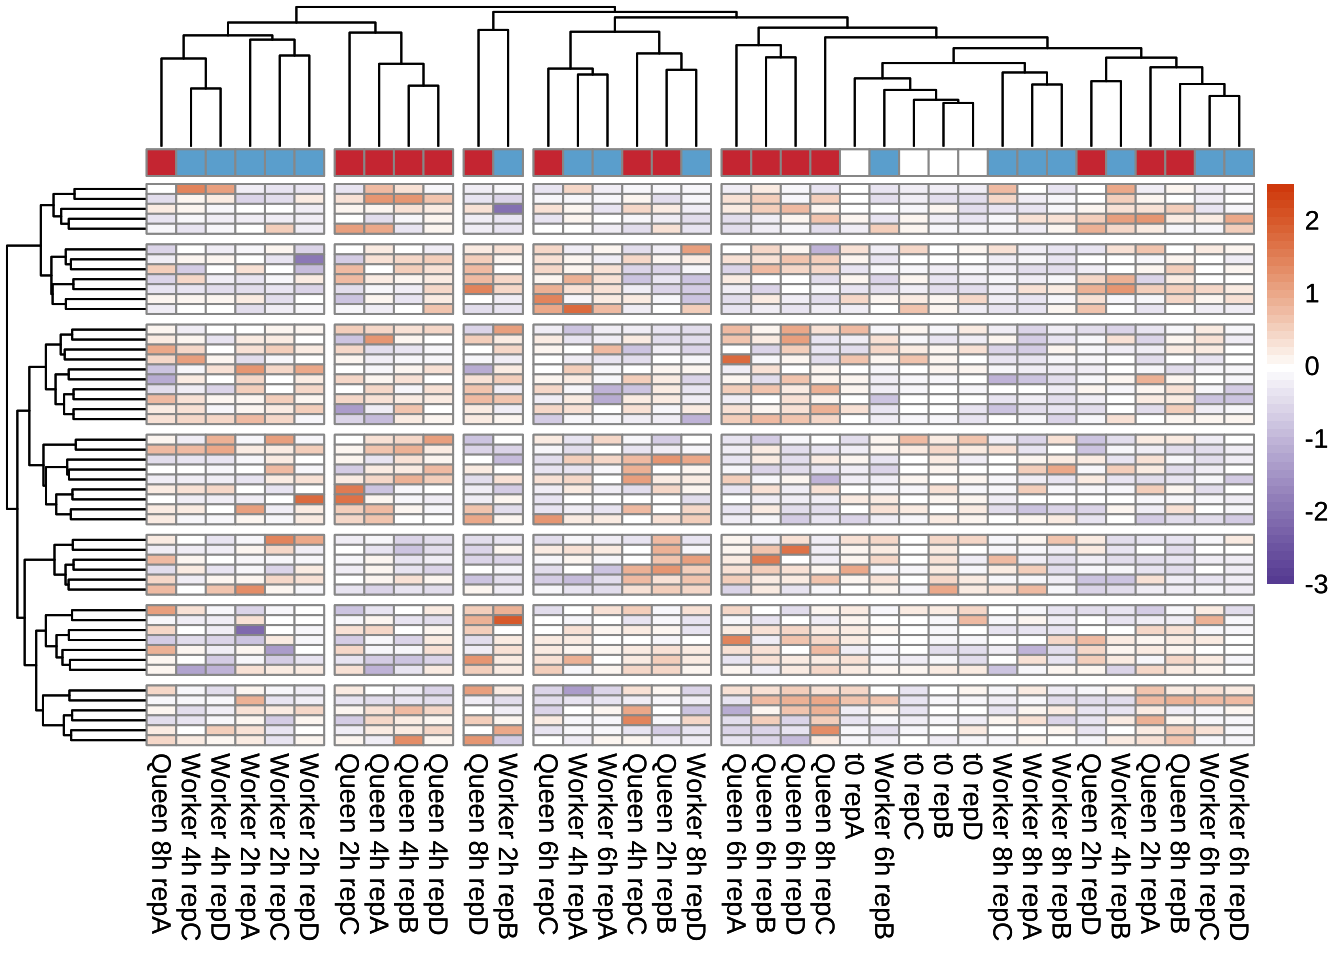 2
1
0
-1
-2
-3
Queen 8h repA
Worker 4h repC
Worker 4h repD
Worker 2h repA
Worker 2h repC
Worker 2h repD
Queen 2h repC
Queen 4h repA
Queen 4h repB
Queen 4h repD
Queen 8h repD
Worker 2h repB
Queen 6h repC
Worker 4h repA
Worker 6h repA
Queen 4h repC
Queen 2h repB
Worker 8h repD
Queen 6h repA
Queen 6h repB
Queen 6h repD
Queen 8h repC
t0 repA
Worker 6h repB
t0 repC
t0 repB
t0 repD
Worker 8h repC
Worker 8h repA
Worker 8h repB
Queen 2h repD
Worker 4h repB
Queen 2h repA
Queen 8h repB
Worker 6h repC
Worker 6h repD